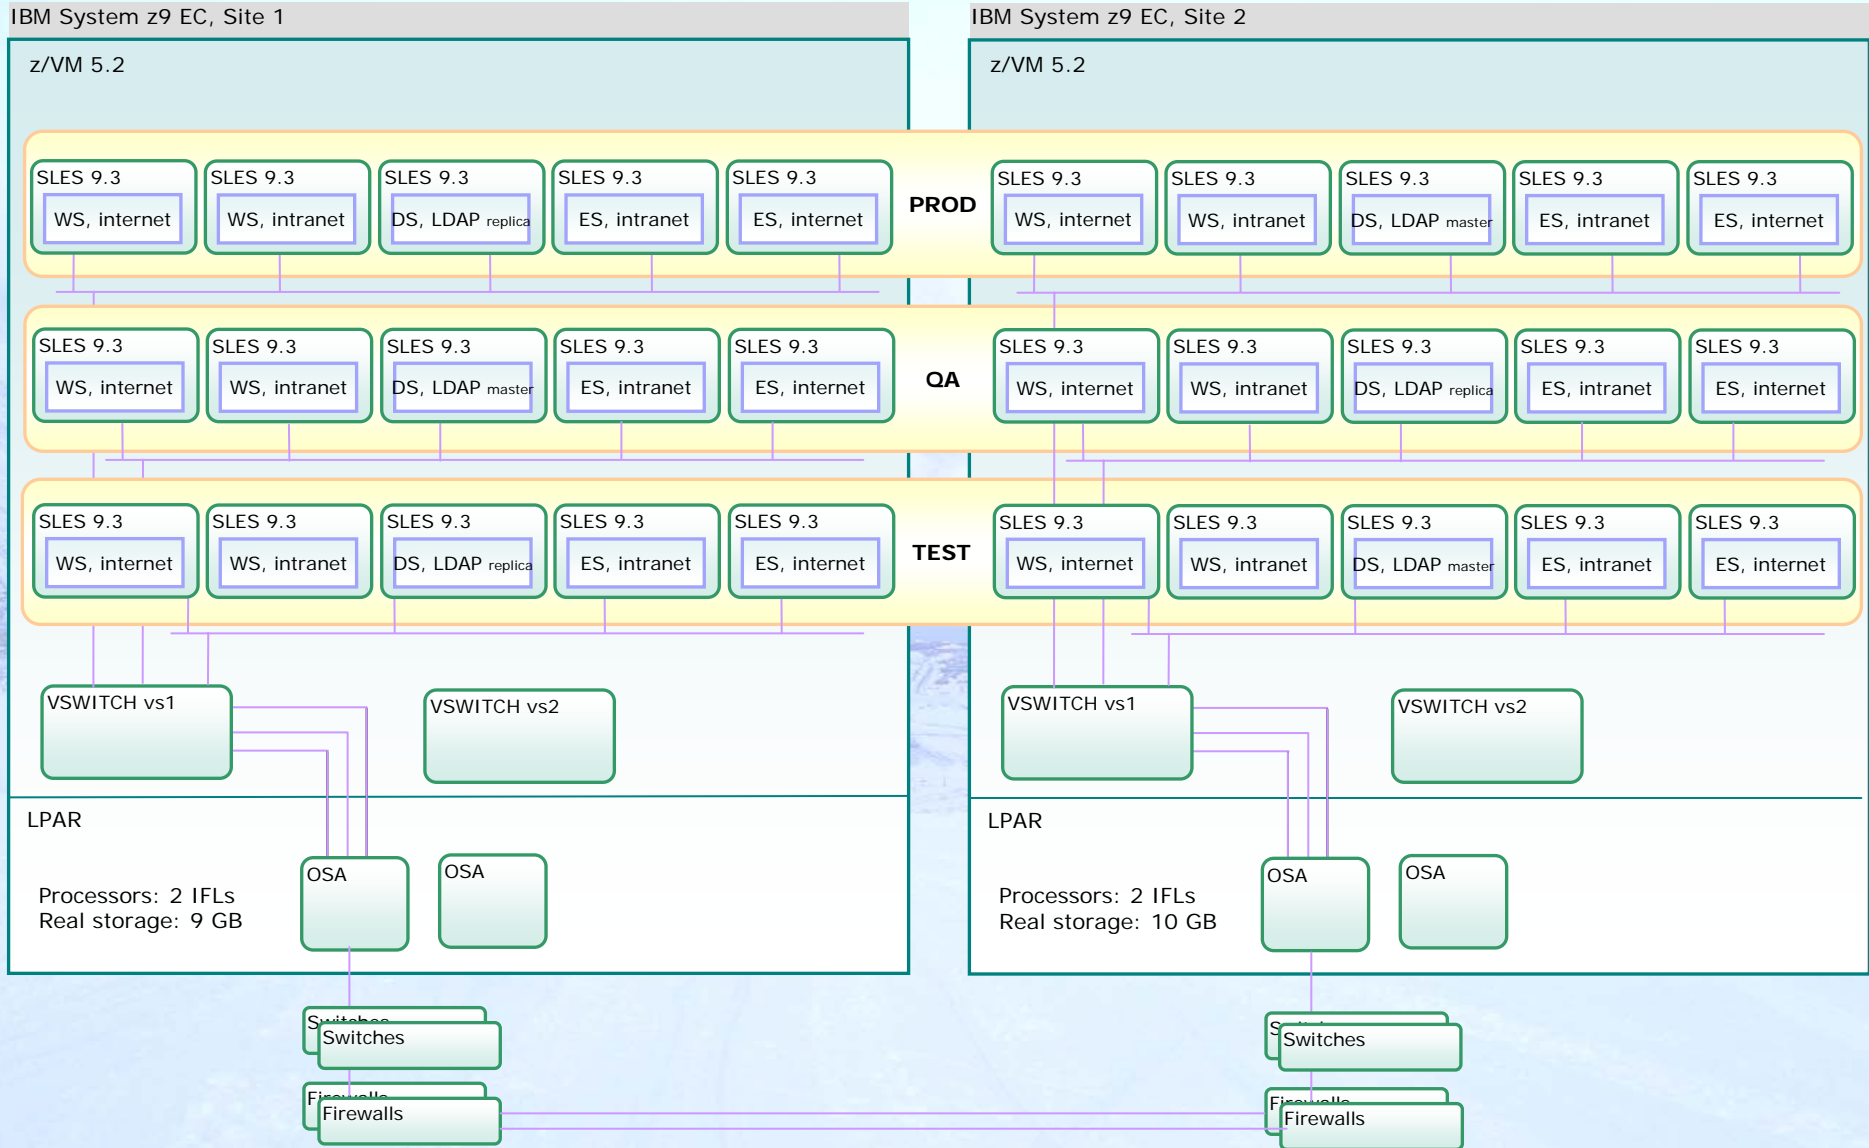 IBM System z9 EC, Site 1
IBM System z9 EC, Site 2
z/VM 5.2
z/VM 5.2
SLES 9.3
WS, internet
SLES 9.3
WS, intranet
SLES 9.3
DS, LDAP replica
SLES 9.3
ES, intranet
SLES 9.3
ES, internet
PROD
SLES 9.3
WS, internet
SLES 9.3
WS, intranet
SLES 9.3
DS, LDAP master
SLES 9.3
ES, intranet
SLES 9.3
ES, internet
SLES 9.3
WS, internet
SLES 9.3
WS, intranet
SLES 9.3
DS, LDAP master
SLES 9.3
ES, intranet
SLES 9.3
ES, internet
QA
SLES 9.3
WS, internet
SLES 9.3
WS, intranet
SLES 9.3
DS, LDAP replica
SLES 9.3
ES, intranet
SLES 9.3
ES, internet
SLES 9.3
WS, internet
SLES 9.3
WS, intranet
SLES 9.3
DS, LDAP replica
SLES 9.3
ES, intranet
SLES 9.3
ES, internet
TEST
SLES 9.3
WS, internet
SLES 9.3
WS, intranet
SLES 9.3
DS, LDAP master
SLES 9.3
ES, intranet
SLES 9.3
ES, internet
VSWITCH vs1
VSWITCH vs2
VSWITCH vs1
VSWITCH vs2
LPAR
Processors: 2 IFLs
Real storage: 9 GB
OSA
OSA
LPAR
Processors: 2 IFLs
Real storage: 10 GB
OSA
OSA
Switches
Switches
Firewalls
Firewalls
Switches
Switches
Firewalls
Firewalls